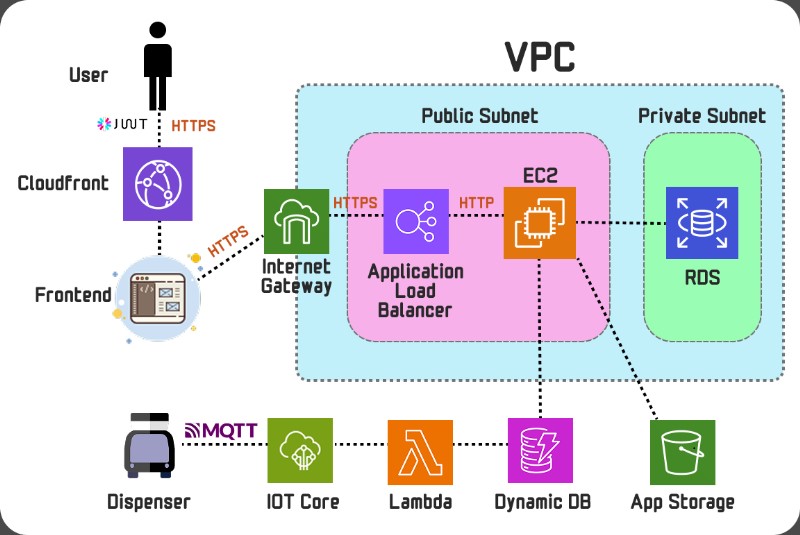 VPC
User
JWT
HTTPS
Public Subnet
Private Subnet
Cloudfront
EC2
HTTPS
HTTP
HTTPS
Internet
Gateway
Application
Load
Balancer
RDS
Frontend
MQTT
Dispenser
IOT Core
Lambda
Dynamic DB
App Storage